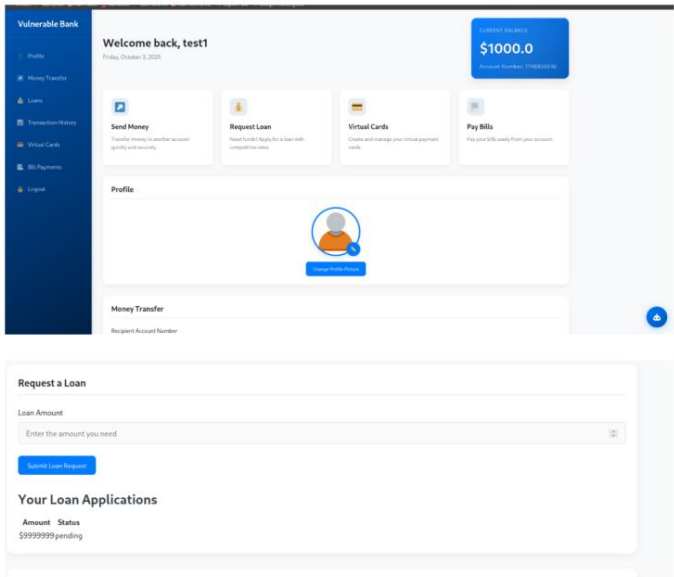 Vulnerable Bank
Profile
Money Transfer
Loans
Transaction History
Virtual Cards
Bill Payments
Logout
Welcome back, test1
Friday, October 3, 2025
CURRENT BALANCE
$1000.0
Account Number:
Send Money
Transfer money to another account
quickly and securely.
Request Loan
Need funds? Apply for a loan with
competitive rates.
Virtual Cards
Create and manage your virtual payment
cards.
Pay Bills
Pay your bills easily from your account.
Profile
Change Profile Picture
Money Transfer
Recipient Account Number
Request a Loan
Loan Amount
Enter the amount you need
Submit Loan Request
Your Loan Applications
Amount Status
$9999999 pending